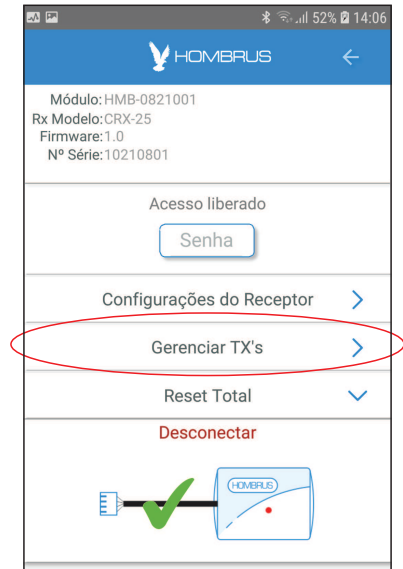 52% 14:06
HOMBRUS
Módulo: HMB-0821001
Rx Modelo: CRX-25
Firmware: 1.0
Nº Série: 10210801
Acesso liberado
Senha
Configurações do Receptor
Gerenciar TX's
Reset Total
Desconectar
HOMBRUS